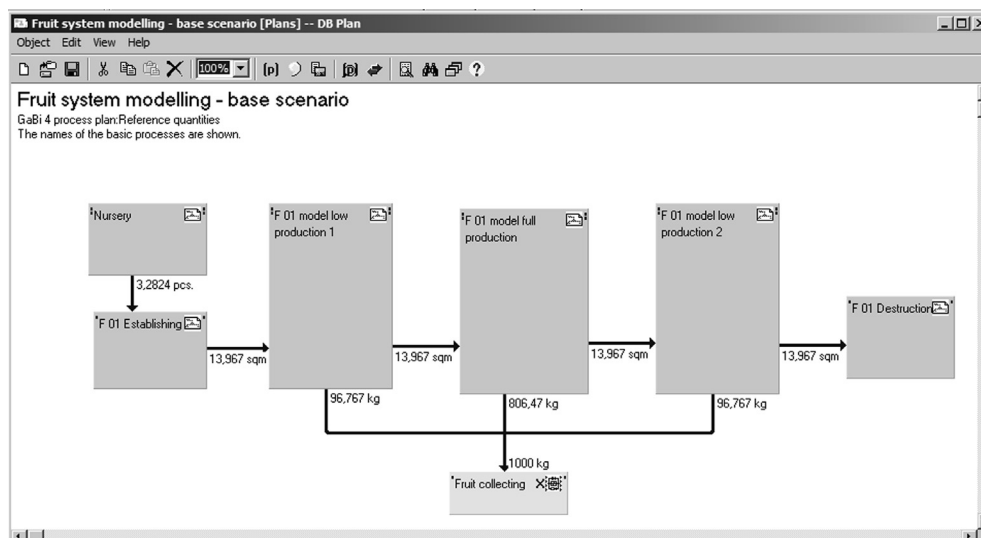 Fruit system modelling - base scenario [Plans] -- DB Plan
Object Edit View Help
100%
Fruit system modelling - base scenario
GaBi 4 process plan:Reference quantities
The names of the basic processes are shown.
Nursery
F 01 model low
production 1
F 01 model full
production
F 01 model low
production 2
3,2824 pcs.
F 01 Establishing
F 01 Destruction
13,967 sqm
13,967 sqm
13,967 sqm
13,967 sqm
96,767 kg
806,47 kg
96,767 kg
1000 kg
Fruit collecting